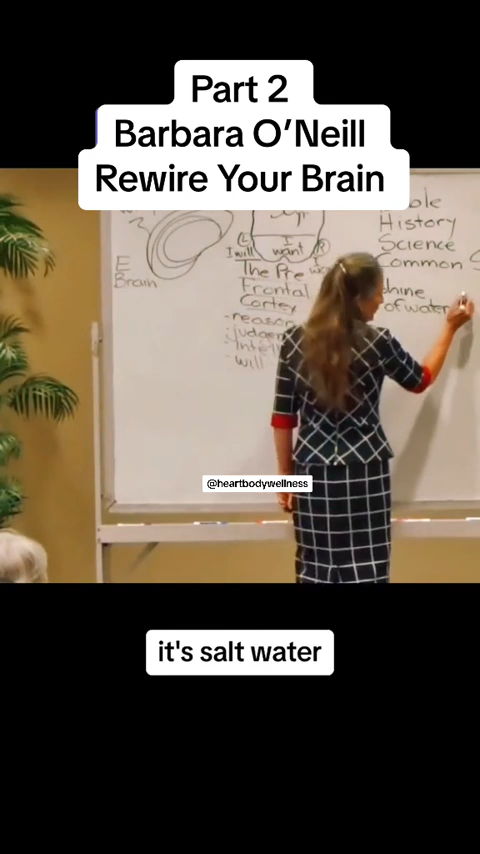 Part 2
Barbara O'Neill
Rewire Your Brain
History
Science
Common
I will
I
want
The Pre
Frontal
Cortex
E
Brain
of water
- reason
- will
@heartbodywellness
it's salt water